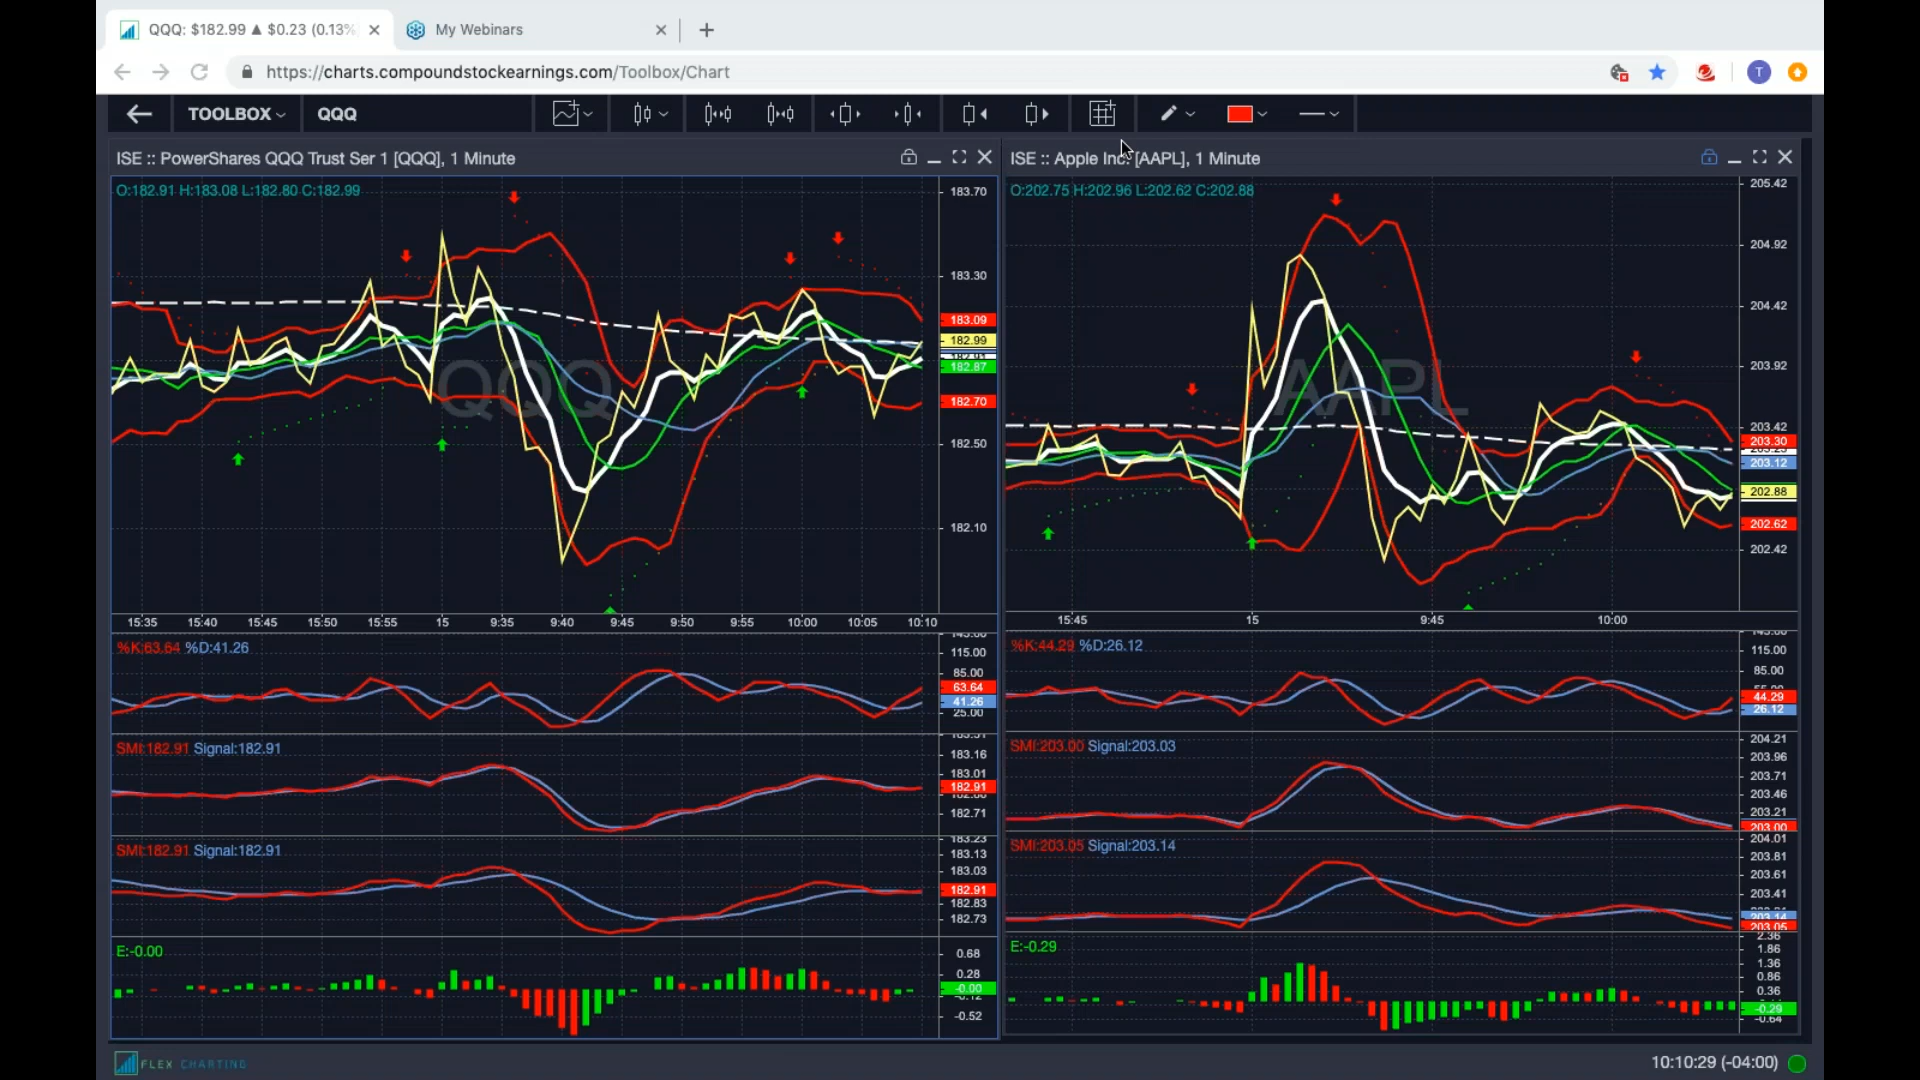 QQQ: $182.99 ▲ $0.23 (0.13%
My Webinars
https://charts.compoundstockearnings.com/Toolbox/Chart
T
TOOLBOX
QQQ
ISE :: PowerShares QQQ Trust Ser 1 [QQQ], 1 Minute
O:182.91 H:183.08 L:182.80 C:182.99
QQQ
183.70
183.30
183.09
182.99
182.87
182.70
182.50
182.10
15:35 15:40 15:45 15:50 15:55 15 9:35 9:40 9:45 9:50 9:55 10:00 10:05 10:10
%K:63.64 %D:41.26
115.00
85.00
63.64
41.26
25.00
SMI:182.91 Signal:182.91
183.16
183.01
182.91
182.71
SMI:182.91 Signal:182.91
183.23
183.13
183.03
182.91
182.83
182.73
E:-0.00
0.68
0.28
-0.00
-0.52
ISE :: Apple Inc. [AAPL], 1 Minute
O:202.75 H:202.96 L:202.62 C:202.88
AAPL
205.42
204.92
204.42
203.92
203.42
203.30
203.12
202.88
202.62
202.42
15:45 15 9:45 10:00
%K:44.29 %D:26.12
115.00
85.00
44.29
26.12
SMI:203.00 Signal:203.03
204.21
203.96
203.71
203.46
203.21
203.00
SMI:203.05 Signal:203.14
204.01
203.81
203.61
203.41
203.14
203.05
E:-0.29
2.36
1.86
1.36
0.86
0.36
-0.29
-0.64
FLEX CHARTING
10:10:29 (-04:00)